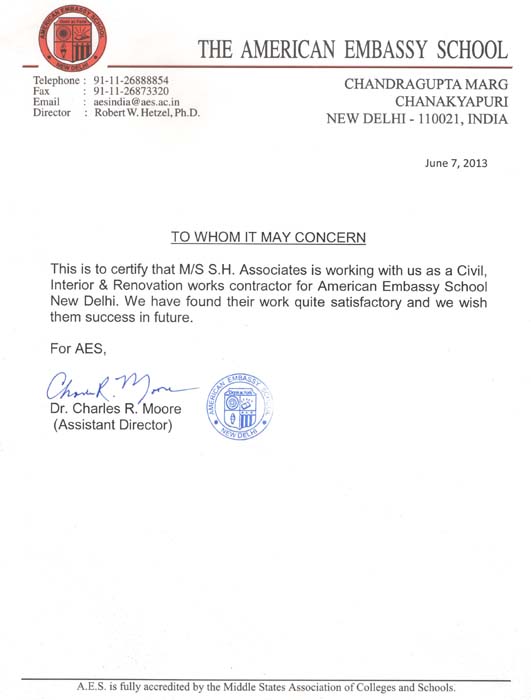 AMERICAN EMBASSY SCHOOL
NEW DELHI
THE AMERICAN EMBASSY SCHOOL
Telephone : 91-11-26888854
Fax : 91-11-26873320
Email : aesindia@aes.ac.in
Director : Robert W. Hetzel, Ph.D.
CHANDRAGUPTA MARG
CHANAKYAPURI
NEW DELHI - 110021, INDIA
June 7, 2013
TO WHOM IT MAY CONCERN
This is to certify that M/S S.H. Associates is working with us as a Civil,
Interior & Renovation works contractor for American Embassy School
New Delhi. We have found their work quite satisfactory and we wish
them success in future.
For AES,
Charles R. Moore
Dr. Charles R. Moore
(Assistant Director)
AMERICAN EMBASSY SCHOOL
NEW DELHI
A.E.S. is fully accredited by the Middle States Association of Colleges and Schools.